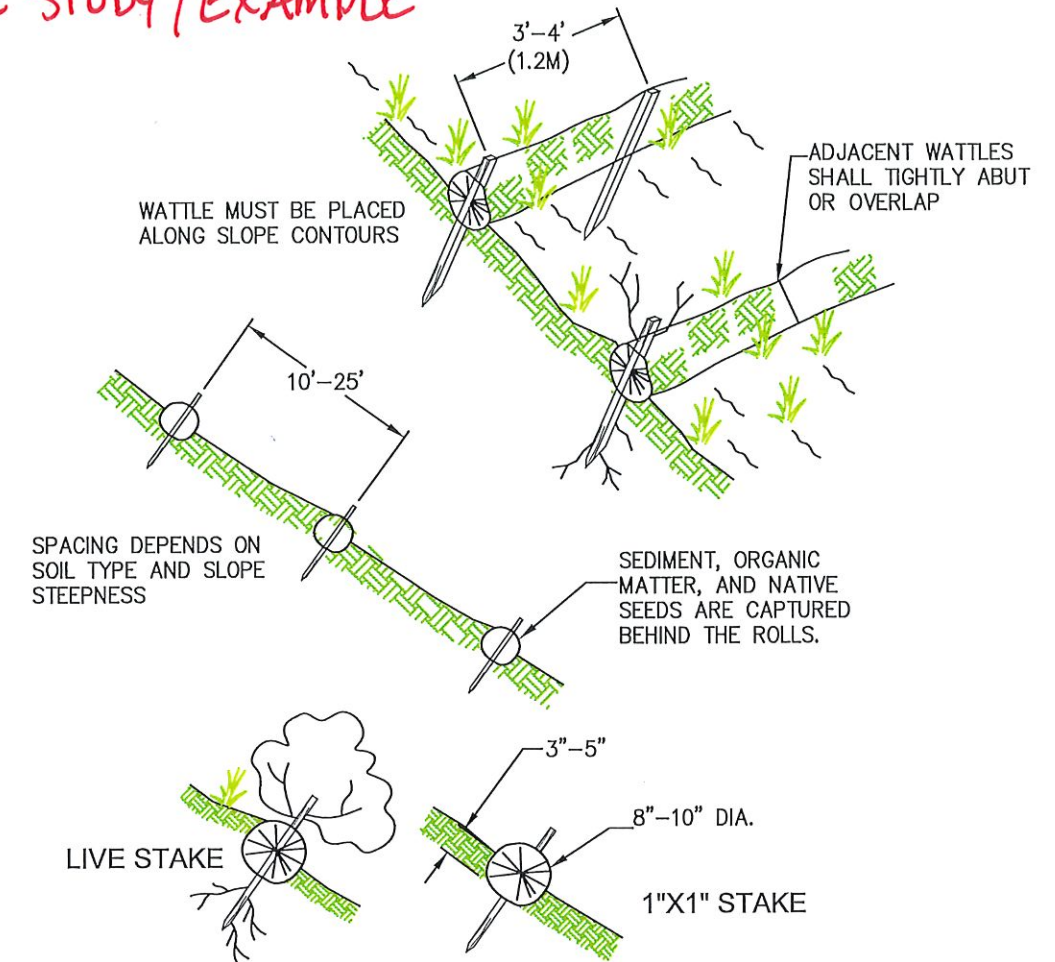 STUDY/EXAMPLE
3'-4'
(1.2M)
ADJACENT WATTLES
SHALL TIGHTLY ABUT
OR OVERLAP
WATTLE MUST BE PLACED
ALONG SLOPE CONTOURS
10'-25'
SPACING DEPENDS ON
SOIL TYPE AND SLOPE
STEEPNESS
SEDIMENT, ORGANIC
MATTER, AND NATIVE
SEEDS ARE CAPTURED
BEHIND THE ROLLS.
3"-5"
8"-10" DIA.
LIVE STAKE
1"X1" STAKE